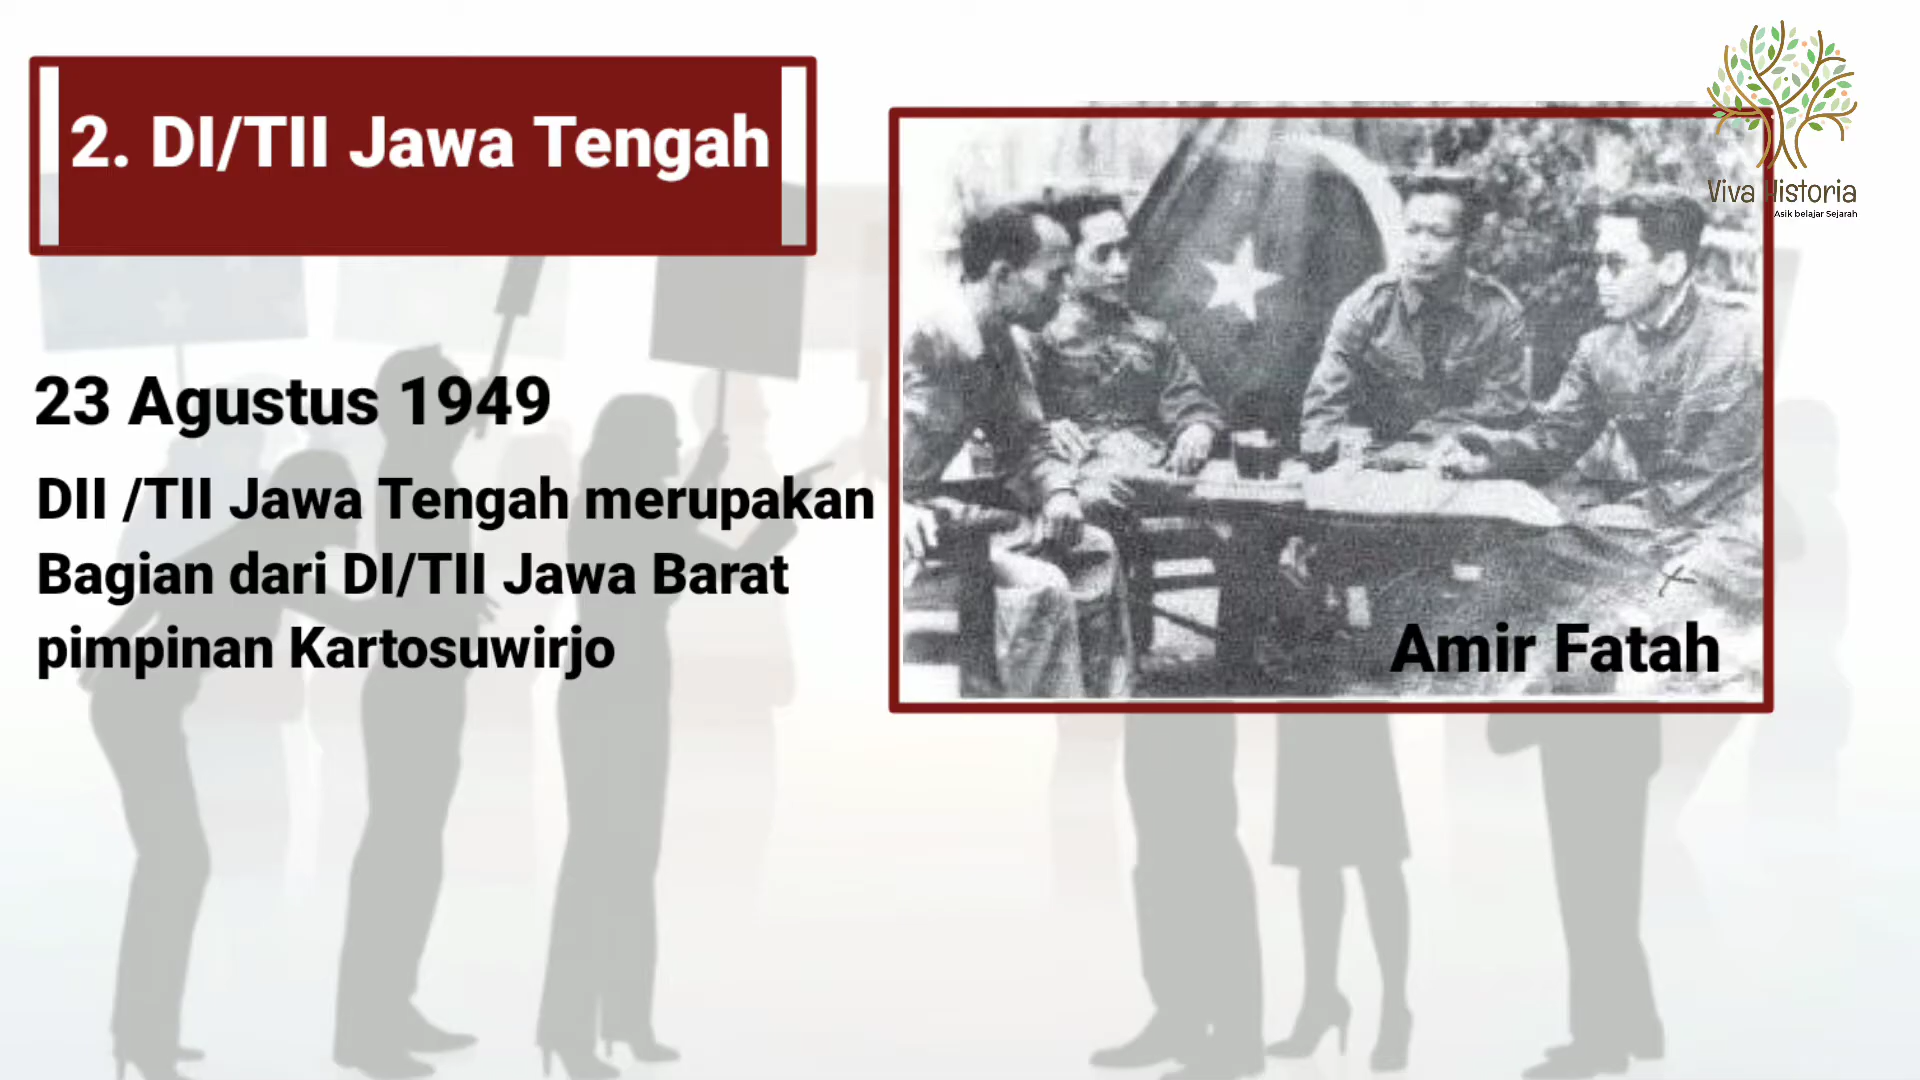 2. DI/TII Jawa Tengah
23 Agustus 1949
DII /TII Jawa Tengah merupakan
Bagian dari DI/TII Jawa Barat
pimpinan Kartosuwirjo
Amir Fatah
Viva Historia
Asik belajar Sejarah